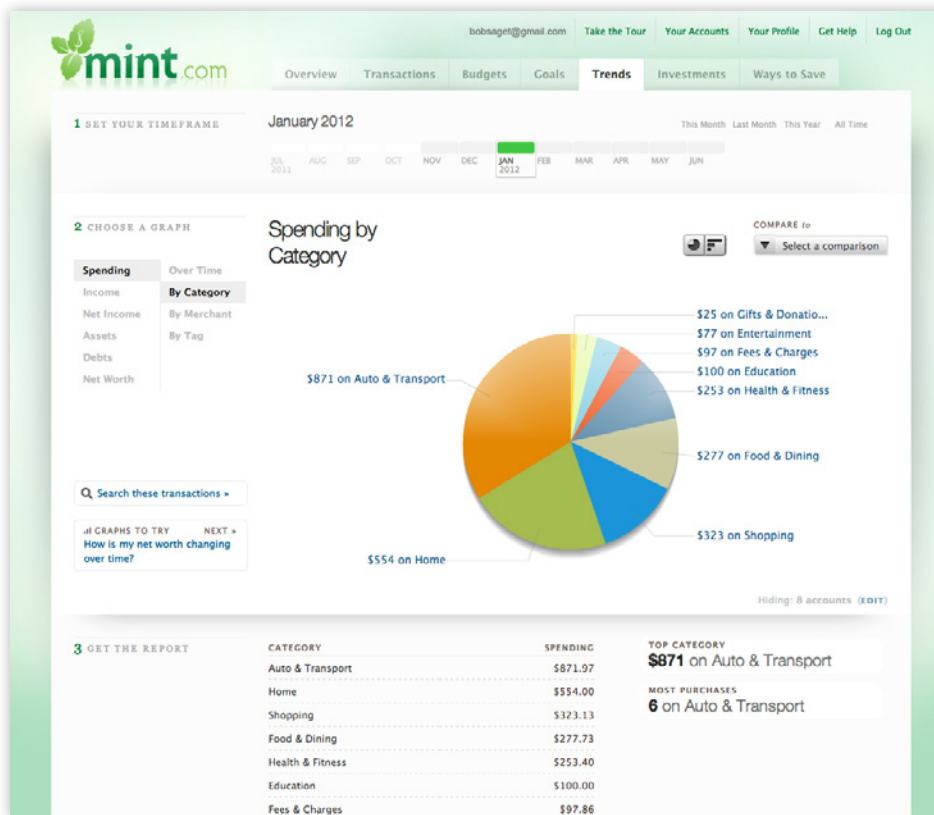 bobsaget@gmail.com Take the Tour Your Accounts Your Profile Get Help Log Out
mint.com
Overview Transactions Budgets Goals Trends Investments Ways to Save
1 SET YOUR TIMEFRAME
January 2012
This Month Last Month This Year All Time
JUL AUG SEP OCT NOV DEC JAN FEB MAR APR MAY JUN
2011 2012
2 CHOOSE A GRAPH
Spending Over Time
Income By Category
Net Income By Merchant
Assets By Tag
Debts
Net Worth
Search these transactions »
GRAPHS TO TRY NEXT »
How is my net worth changing
over time?
Spending by
Category
COMPARE to
Select a comparison
$25 on Gifts & Donatio...
$77 on Entertainment
$97 on Fees & Charges
$100 on Education
$253 on Health & Fitness
$871 on Auto & Transport
$277 on Food & Dining
$323 on Shopping
$554 on Home
Hiding: 8 accounts (EDIT)
3 GET THE REPORT
CATEGORY SPENDING
Auto & Transport $871.97
Home $554.00
Shopping $323.13
Food & Dining $277.73
Health & Fitness $253.40
Education $100.00
Fees & Charges $97.86
TOP CATEGORY
$871 on Auto & Transport
MOST PURCHASES
6 on Auto & Transport